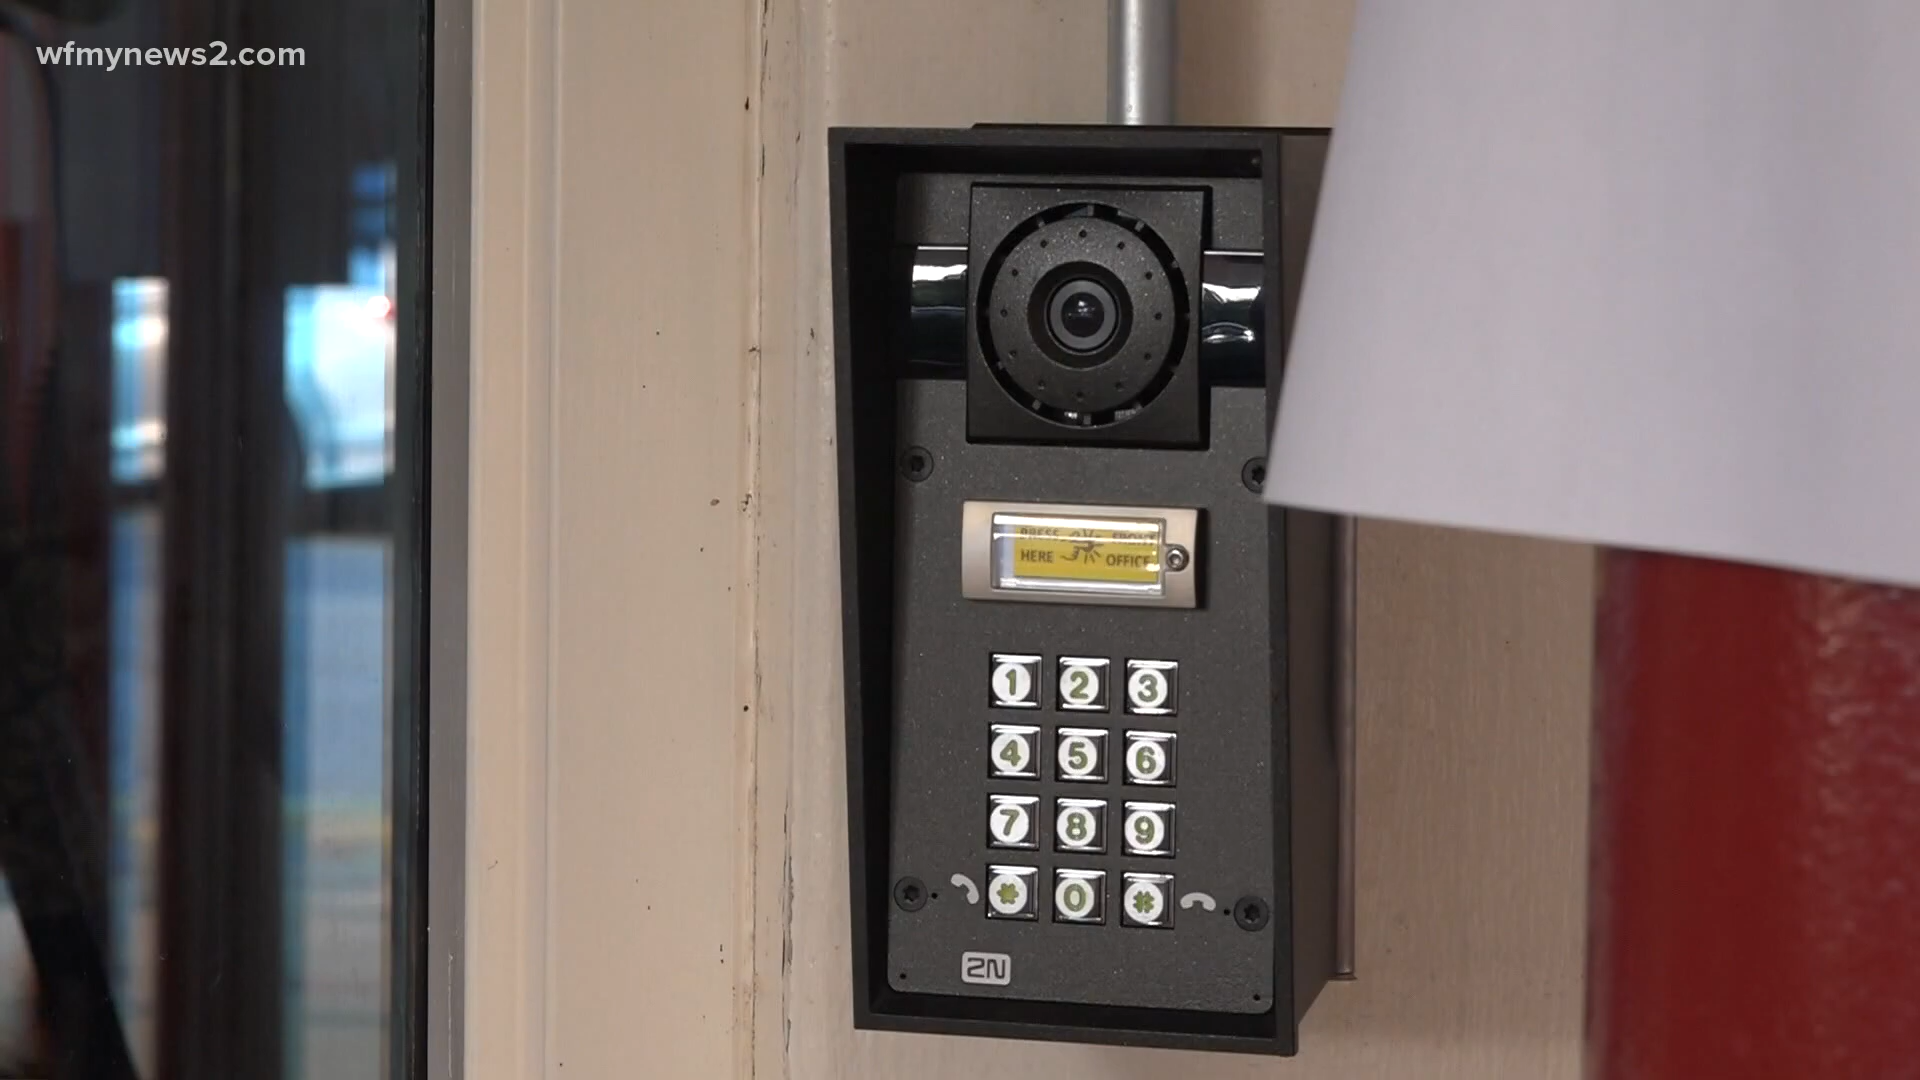 wfmynews2.com
PRESS FRONT
HERE OFFICE
1 2 3
4 5 6
7 8 9
* 0 #
2N